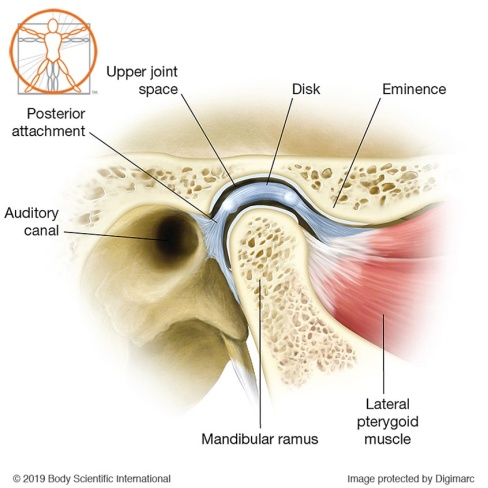 Upper joint
space
Disk
Eminence
Posterior
attachment
Auditory
canal
Lateral
pterygoid
muscle
Mandibular ramus
© 2019 Body Scientific International
Image protected by Digimarc